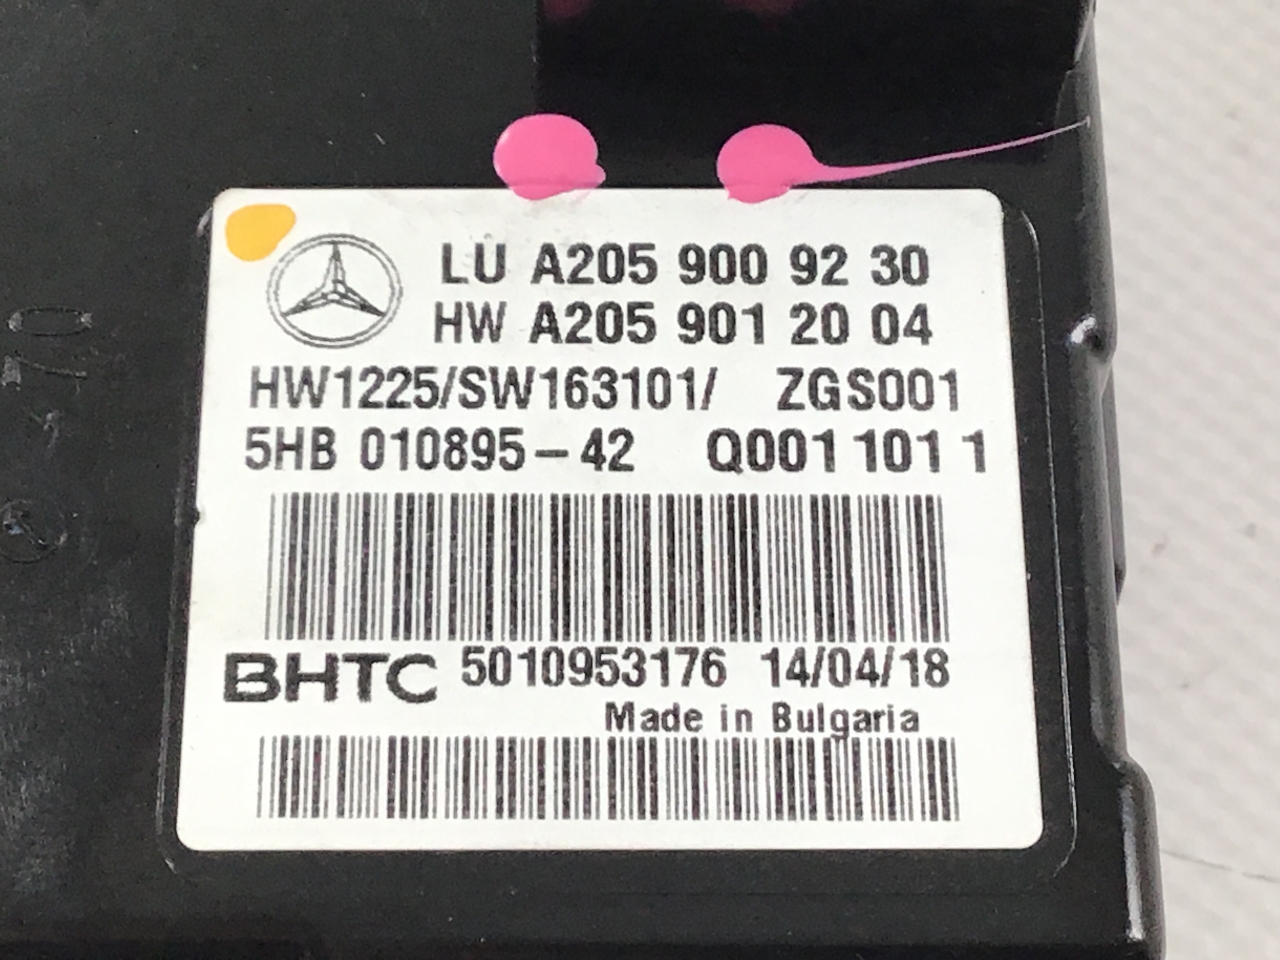 LU A205 900 92 30
HW A205 901 20 04
HW1225/SW163101/ ZGS001
5HB 010895-42 Q001 101 1
BHTC 5010953176 14/04/18
Made in Bulgaria
70